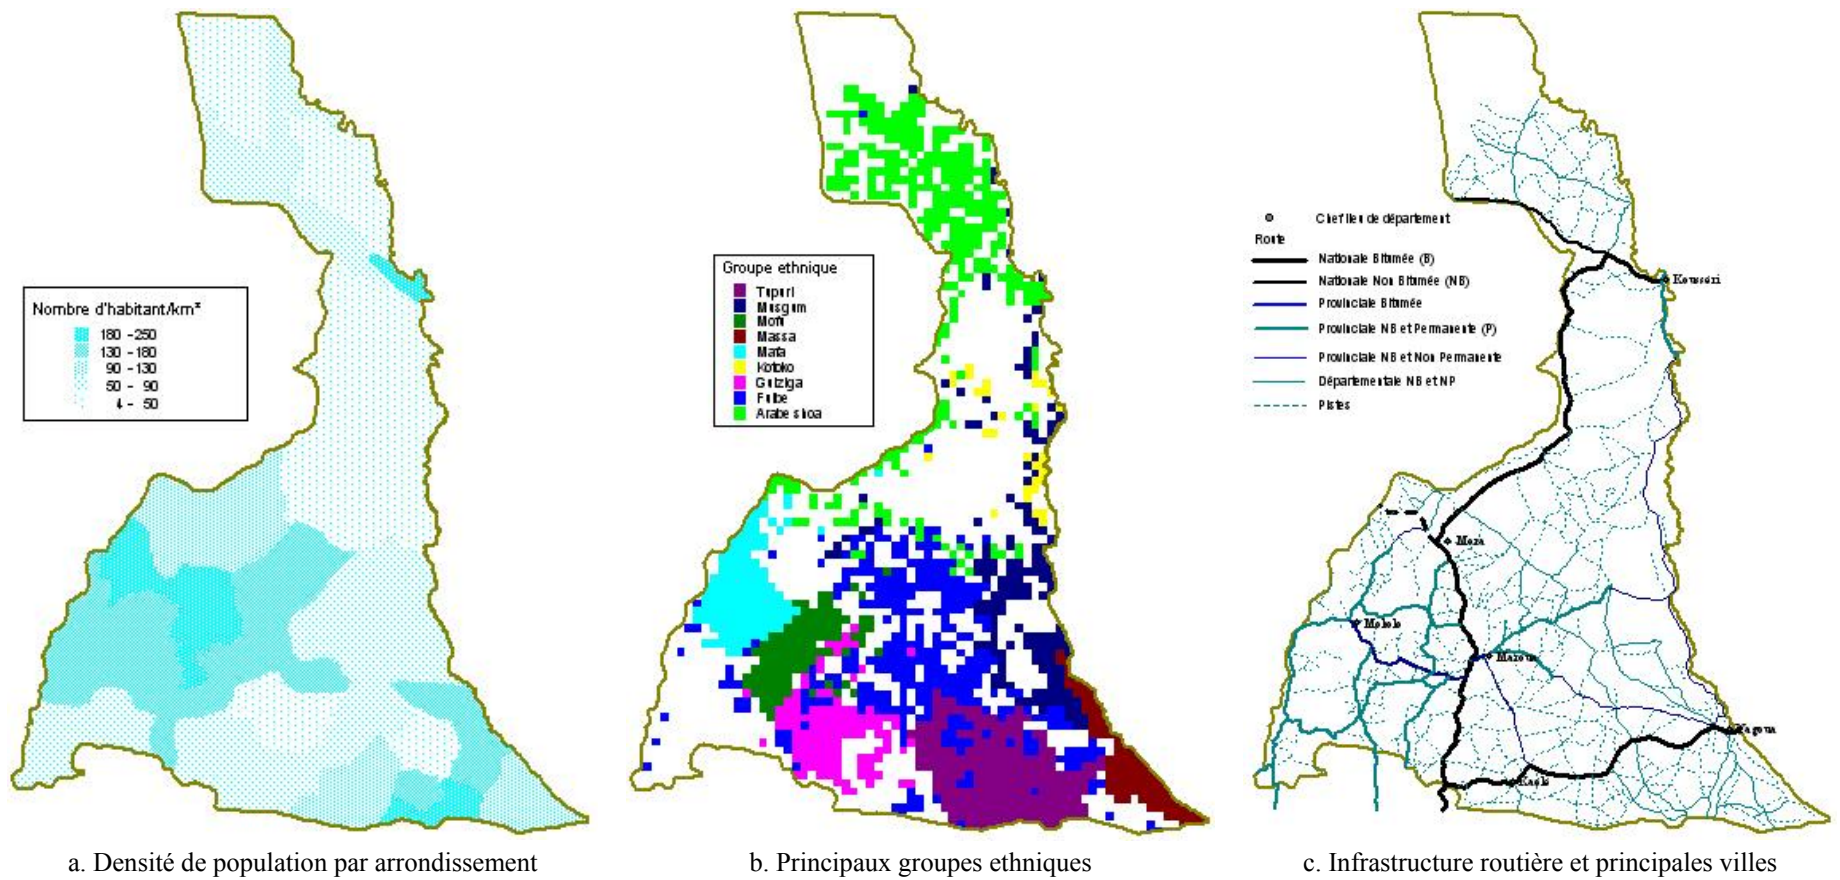 Nombre d'habitant/km²
180 -250
130 -180
90 -130
50 - 90
4 - 50
Groupe ethnique
Tupuri
Musgum
Mofu
Massa
Mafa
Kotoko
Guiziga
Fulbe
Arabe shoa
Chef lieu de département
Route
Nationale Bitumée (B)
Nationale Non Bitumée (NB)
Provinciale Bitumée
Provinciale NB et Permanente (P)
Provinciale NB et Non Permanente
Départementale NB et NP
Pistes
Kousséri
Mora
Mokolo
Maroua
Yagoua
Kaélé
a. Densité de population par arrondissement
b. Principaux groupes ethniques
c. Infrastructure routière et principales villes